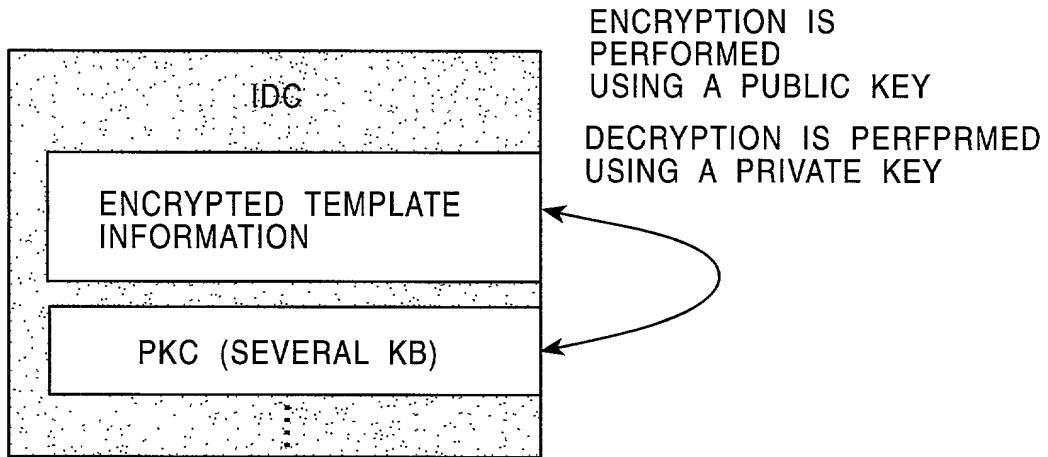 ENCRYPTION IS
PERFORMED
USING A PUBLIC KEY
DECRYPTION IS PERFPRMED
USING A PRIVATE KEY
IDC
ENCRYPTED TEMPLATE
INFORMATION
PKC (SEVERAL KB)